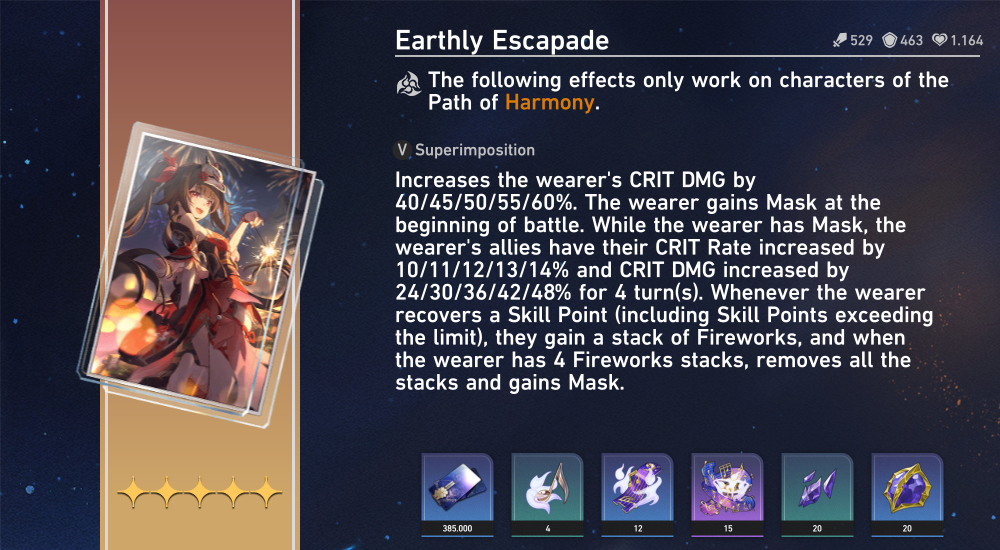 Earthly Escapade
529 463 1.164
The following effects only work on characters of the
Path of Harmony.
V Superimposition
Increases the wearer's CRIT DMG by
40/45/50/55/60%. The wearer gains Mask at the
beginning of battle. While the wearer has Mask, the
wearer's allies have their CRIT Rate increased by
10/11/12/13/14% and CRIT DMG increased by
24/30/36/42/48% for 4 turn(s). Whenever the wearer
recovers a Skill Point (including Skill Points exceeding
the limit), they gain a stack of Fireworks, and when
the wearer has 4 Fireworks stacks, removes all the
stacks and gains Mask.
385.000 4 12 15 20 20